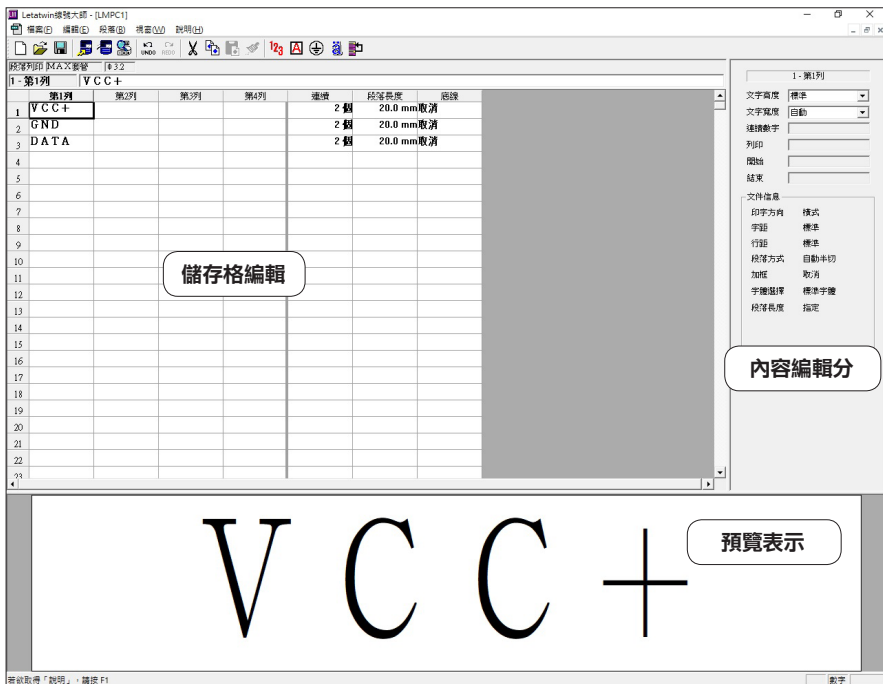 Letatwin線號大師 - [LMPC1]
檔案(F) 編輯(E) 段落(B) 視窗(W) 説明(H)
UNDO REDO 123 A a
段落列印 MAX套管 Φ3.2
1 - 第1列 VCC+
第1列 第2列 第3列 第4列 連續 段落長度 底線
1 VCC+ 2 個 20.0 mm 取消
2 GND 2 個 20.0 mm 取消
3 DATA 2 個 20.0 mm 取消
4
5
6
7
8
9
10
11
12
13
14
15
16
17
18
19
20
21
22
23
儲存格編輯
1 - 第1列
文字高度 標準
文字寬度 自動
連續數字
列印
開始
結束
文件信息
印字方向 橫式
字距 標準
行距 標準
段落方式 自動半切
加框 取消
字體選擇 標準字體
段落長度 指定
內容編輯分
VCC+
預覽表示
若欲取得「説明」，請按 F1
數字